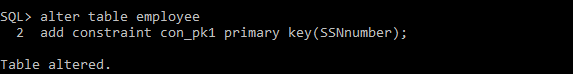 SQL> alter table employee
  2  add constraint con_pk1 primary key(SSNnumber);
Table altered.